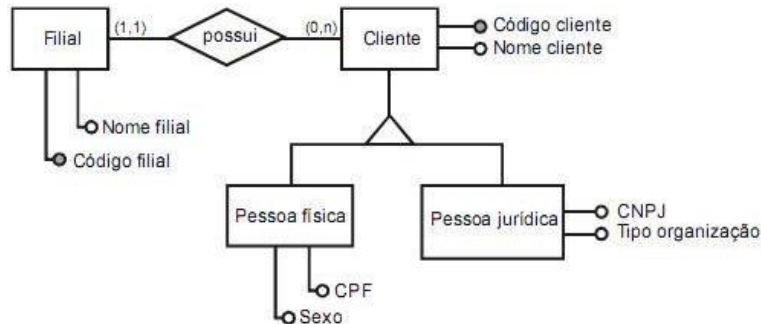 Filial
(1,1)
possui
(0,n)
Cliente
Código cliente
Nome cliente
Nome filial
Código filial
Pessoa física
Pessoa jurídica
CNPJ
Tipo organização
CPF
Sexo